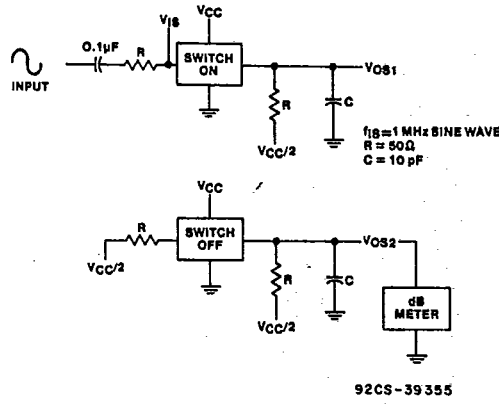 VIS
VCC
0.1µF
R
SWITCH
ON
VOS1
INPUT
R
C
VCC/2
fIS=1 MHz SINE WAVE
R = 50Ω
C = 10 pF
VCC
R
SWITCH
OFF
VOS2
VCC/2
R
C
VCC/2
dB
METER
92CS-39355